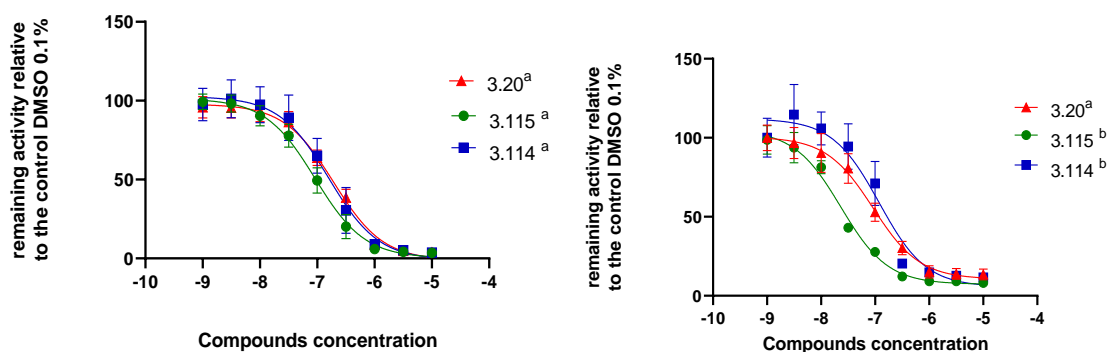 remaining activity relative
to the control DMSO 0.1%
150
100
50
0
-10
-9
-8
-7
-6
-5
-4
Compounds concentration
3.20a
3.115 a
3.114 a
remaining activity relative
to the control DMSO 0.1%
150
100
50
0
-10
-9
-8
-7
-6
-5
-4
Compounds concentration
3.20a
3.115 b
3.114 b